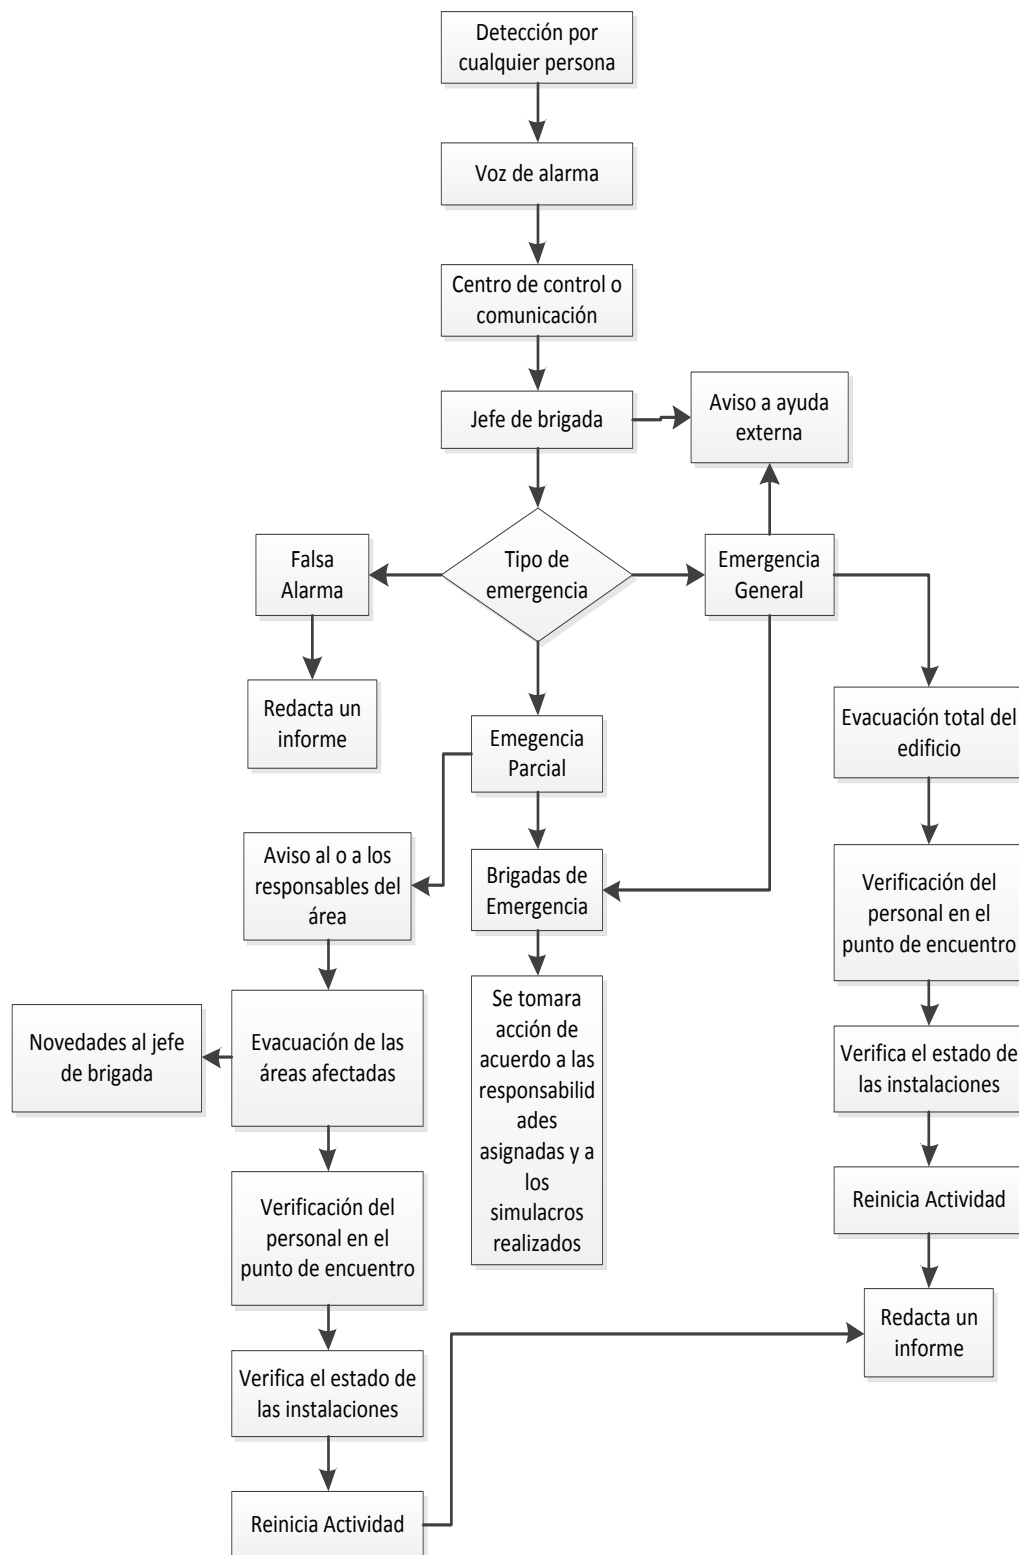 Detección por
cualquier persona
Voz de alarma
Centro de control o
comunicación
Jefe de brigada
Aviso a ayuda
externa
Tipo de
emergencia
Falsa
Alarma
Emergencia
General
Redacta un
informe
Emegencia
Parcial
Evacuación total del
edificio
Aviso al o a los
responsables del
área
Brigadas de
Emergencia
Verificación del
personal en el
punto de encuentro
Novedades al jefe
de brigada
Evacuación de las
áreas afectadas
Se tomara
acción de
acuerdo a las
responsabilid
ades
asignadas y a
los
simulacros
realizados
Verifica el estado de
las instalaciones
Verificación del
personal en el
punto de encuentro
Reinicia Actividad
Redacta un
informe
Verifica el estado de
las instalaciones
Reinicia Actividad